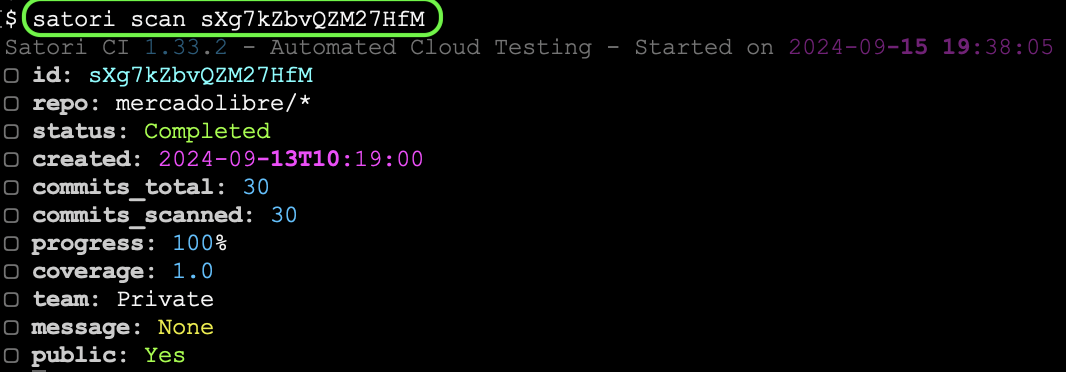 $ satori scan sXg7kZbvQZM27HfM
Satori CI 1.33.2 - Automated Cloud Testing - Started on 2024-09-15 19:38:05
▢ id: sXg7kZbvQZM27HfM
▢ repo: mercadolibre/*
▢ status: Completed
▢ created: 2024-09-13T10:19:00
▢ commits_total: 30
▢ commits_scanned: 30
▢ progress: 100%
▢ coverage: 1.0
▢ team: Private
▢ message: None
▢ public: Yes